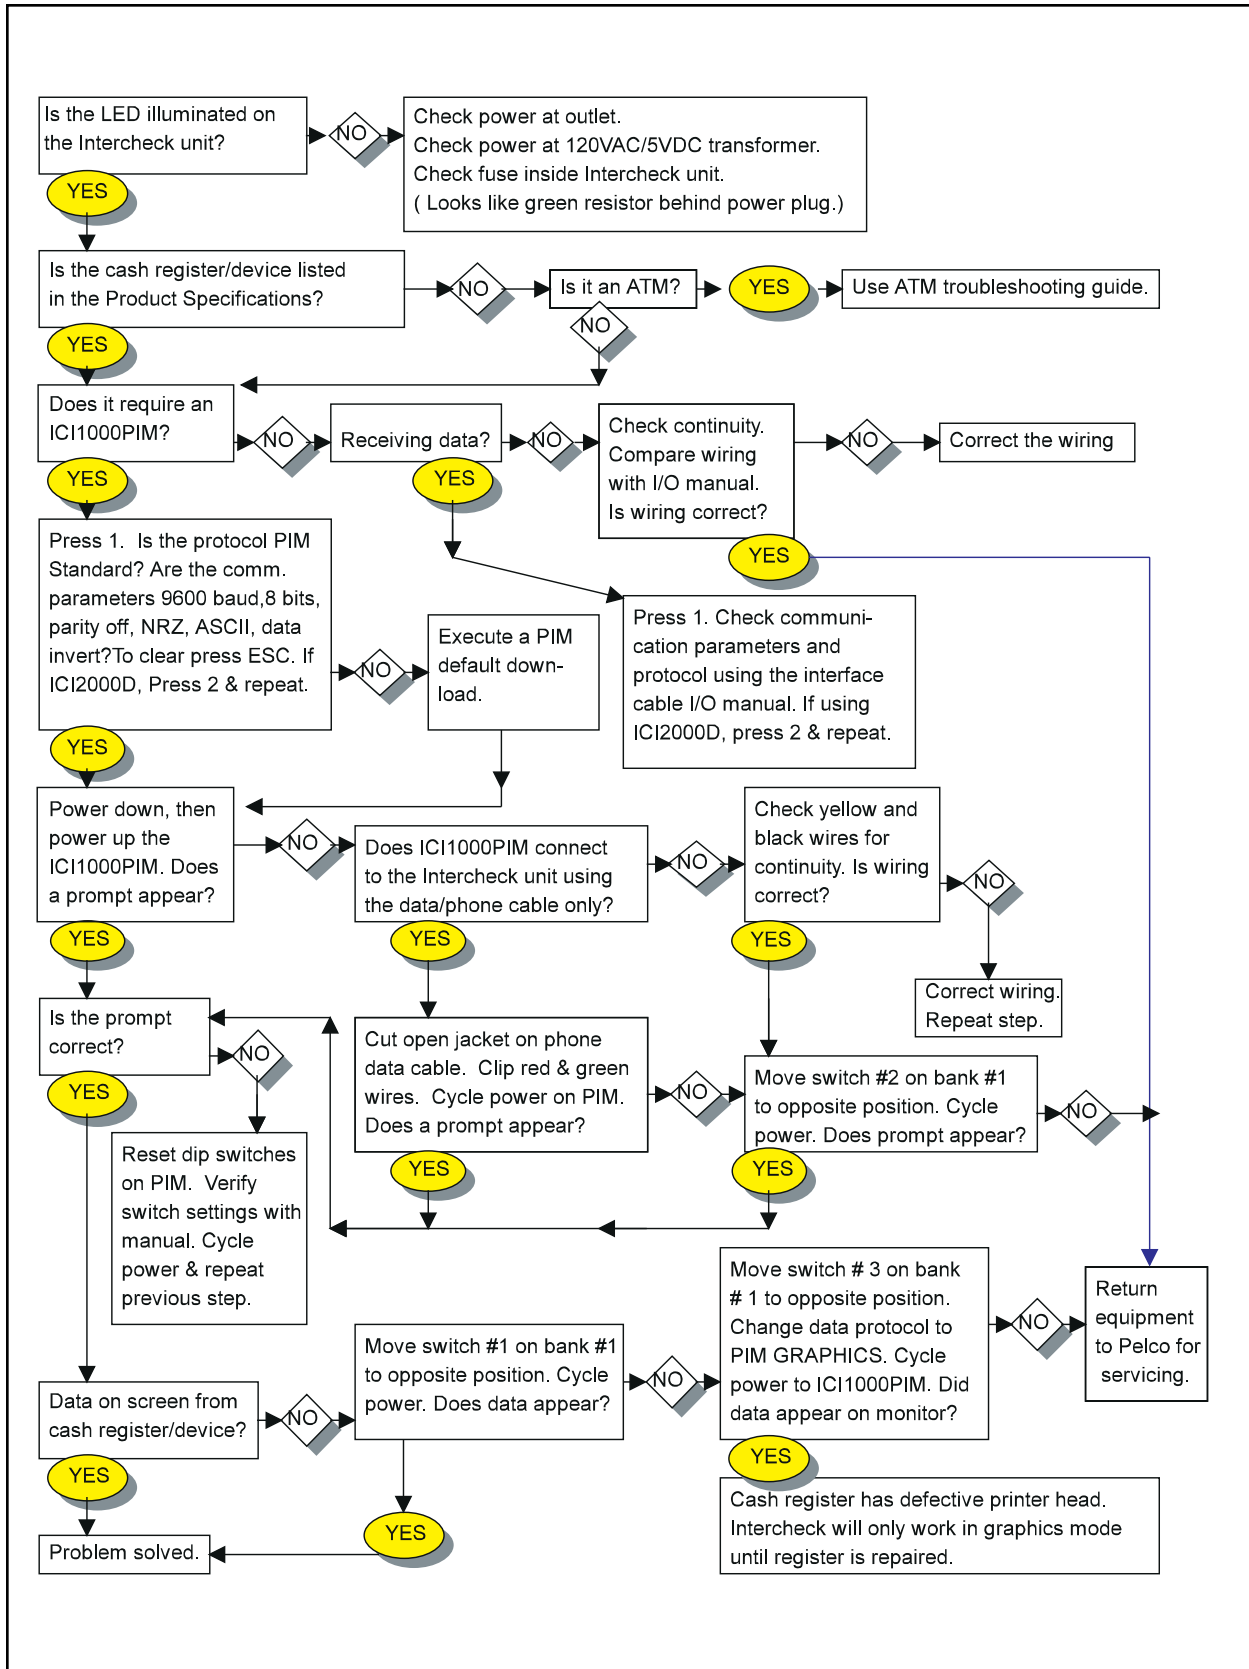 Is the LED illuminated on
the Intercheck unit?
NO
Check power at outlet.
Check power at 120VAC/5VDC transformer.
Check fuse inside Intercheck unit.
( Looks like green resistor behind power plug.)
YES
Is the cash register/device listed
in the Product Specifications?
NO
Is it an ATM?
YES
Use ATM troubleshooting guide.
NO
YES
Does it require an
ICI1000PIM?
NO
Receiving data?
NO
Check continuity.
Compare wiring
with I/O manual.
Is wiring correct?
NO
Correct the wiring
YES
YES
YES
Press 1.  Is the protocol PIM
Standard? Are the comm.
parameters 9600 baud,8 bits,
parity off, NRZ, ASCII, data
invert?To clear press ESC. If
ICI2000D, Press 2 & repeat.
NO
Execute a PIM
default down-
load.
Press 1. Check communi-
cation parameters and
protocol using the interface
cable I/O manual. If using
ICI2000D, press 2 & repeat.
YES
Power down, then
power up the
ICI1000PIM. Does
a prompt appear?
NO
Does ICI1000PIM connect
to the Intercheck unit using
the data/phone cable only?
NO
Check yellow and
black wires for
continuity. Is wiring
correct?
NO
YES
YES
YES
Correct wiring.
Repeat step.
Is the prompt
correct?
NO
Cut open jacket on phone
data cable.  Clip red & green
wires.  Cycle power on PIM.
Does a prompt appear?
NO
Move switch #2 on bank #1
to opposite position. Cycle
power. Does prompt appear?
NO
YES
Reset dip switches
on PIM.  Verify
switch settings with
manual. Cycle
power & repeat
previous step.
YES
YES
Move switch # 3 on bank
# 1 to opposite position.
Change data protocol to
PIM GRAPHICS. Cycle
power to ICI1000PIM. Did
data appear on monitor?
NO
Return
equipment
to Pelco for
servicing.
Data on screen from
cash register/device?
NO
Move switch #1 on bank #1
to opposite position. Cycle
power. Does data appear?
NO
YES
YES
YES
Cash register has defective printer head.
Intercheck will only work in graphics mode
until register is repaired.
Problem solved.